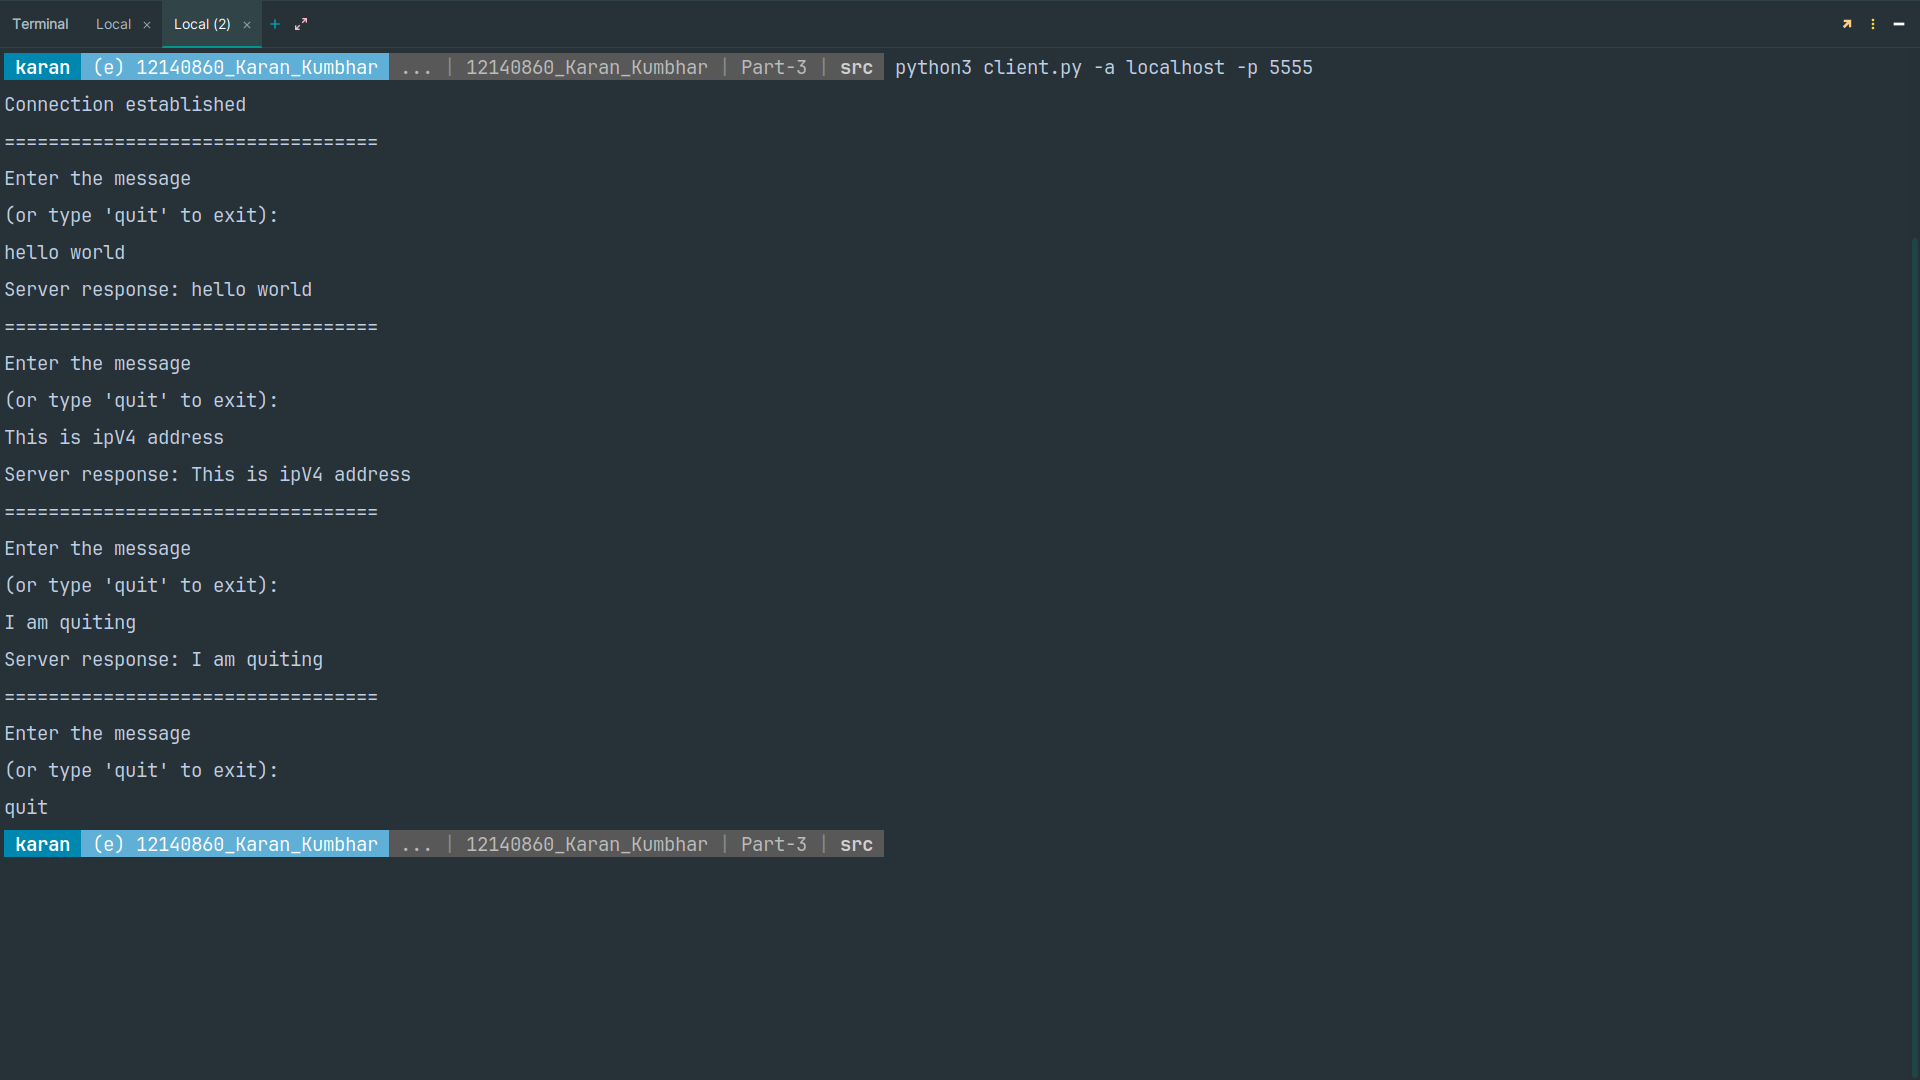 Terminal Local × Local (2) × +
karan (e) 12140860_Karan_Kumbhar ... | 12140860_Karan_Kumbhar | Part-3 | src python3 client.py -a localhost -p 5555
Connection established
==================================
Enter the message
(or type 'quit' to exit):
hello world
Server response: hello world
==================================
Enter the message
(or type 'quit' to exit):
This is ipV4 address
Server response: This is ipV4 address
==================================
Enter the message
(or type 'quit' to exit):
I am quiting
Server response: I am quiting
==================================
Enter the message
(or type 'quit' to exit):
quit
karan (e) 12140860_Karan_Kumbhar ... | 12140860_Karan_Kumbhar | Part-3 | src